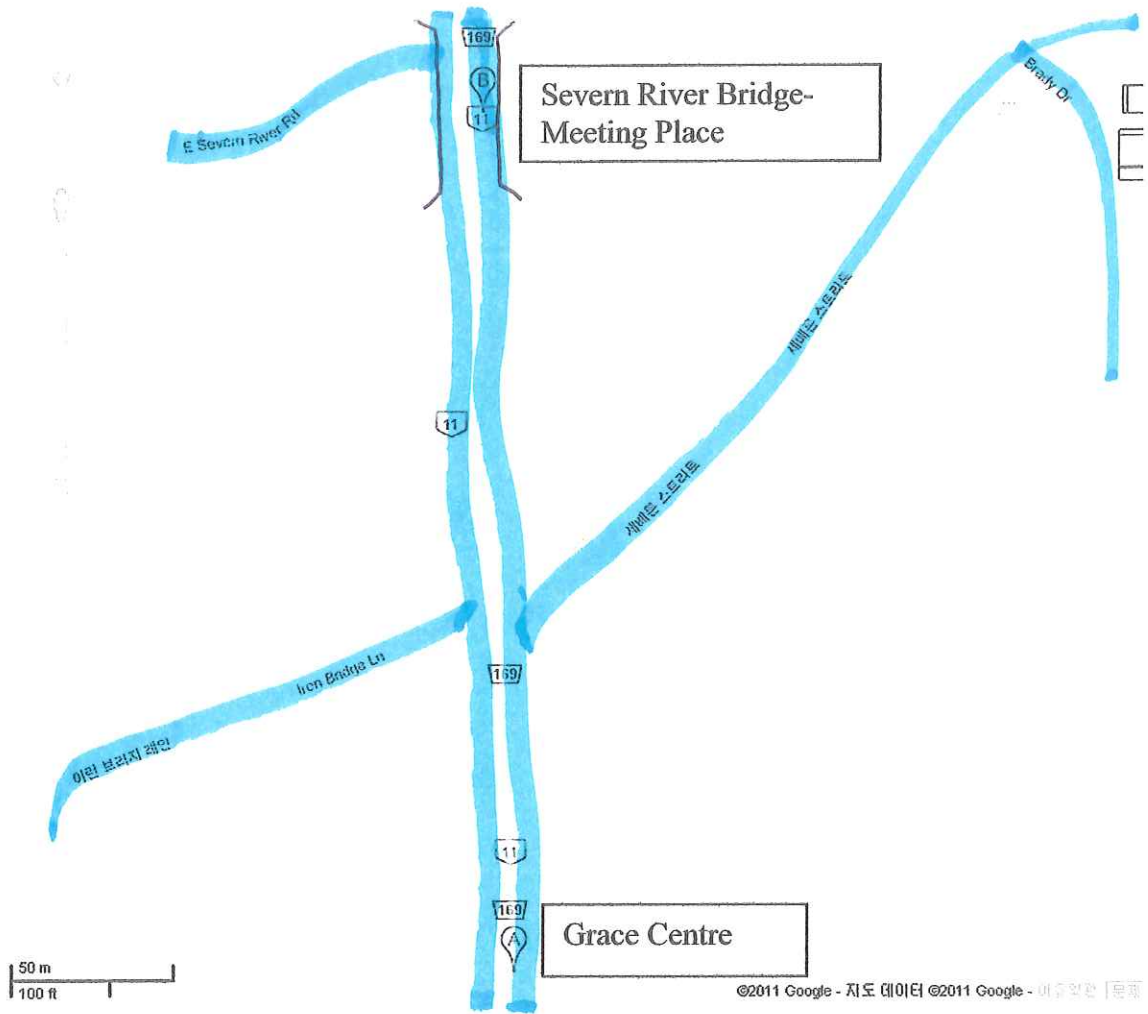 169
B
11
Severn River Bridge-
Meeting Place
E Severn River Rd
Brady Dr
세베른 스트리트
11
세베른 스트리트
Iron Bridge Ln
169
이런 브리지 레인
11
169
A
Grace Centre
50 m
100 ft
©2011 Google - 지도 데이터 ©2011 Google -